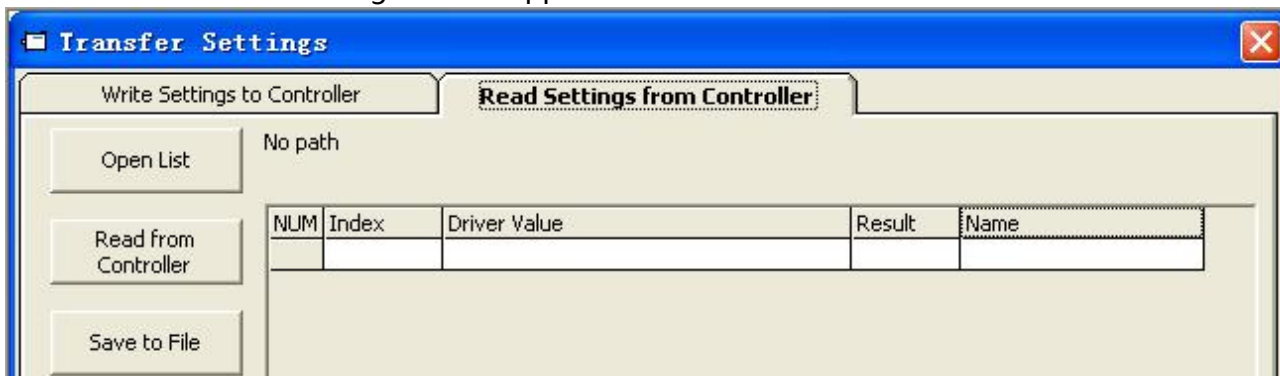 Transfer Settings
Write Settings to Controller
Read Settings from Controller
Open List
No path
NUM Index Driver Value Result Name
Read from
Controller
Save to File